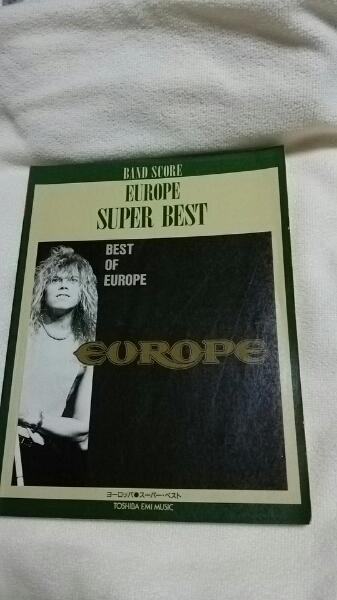 BAND SCORE
EUROPE
SUPER BEST
BEST
OF
EUROPE
EUROPE
ヨーロッパ●スーパー・ベスト
TOSHIBA EMI MUSIC